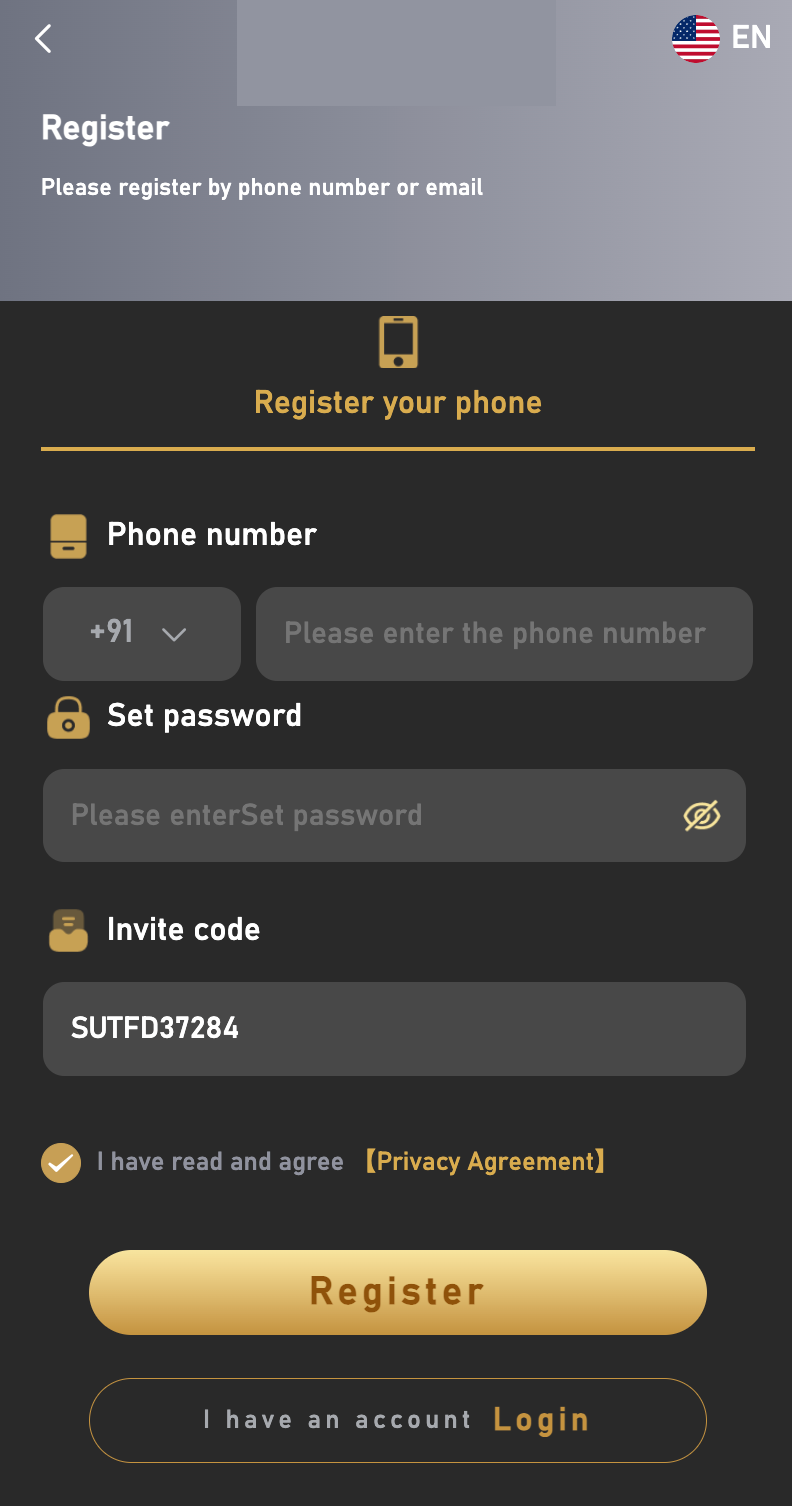 EN
Register
Please register by phone number or email
Register your phone
Phone number
+91 Please enter the phone number
Set password
Please enterSet password
Invite code
SUTFD37284
I have read and agree 【Privacy Agreement】
Register
I have an account Login